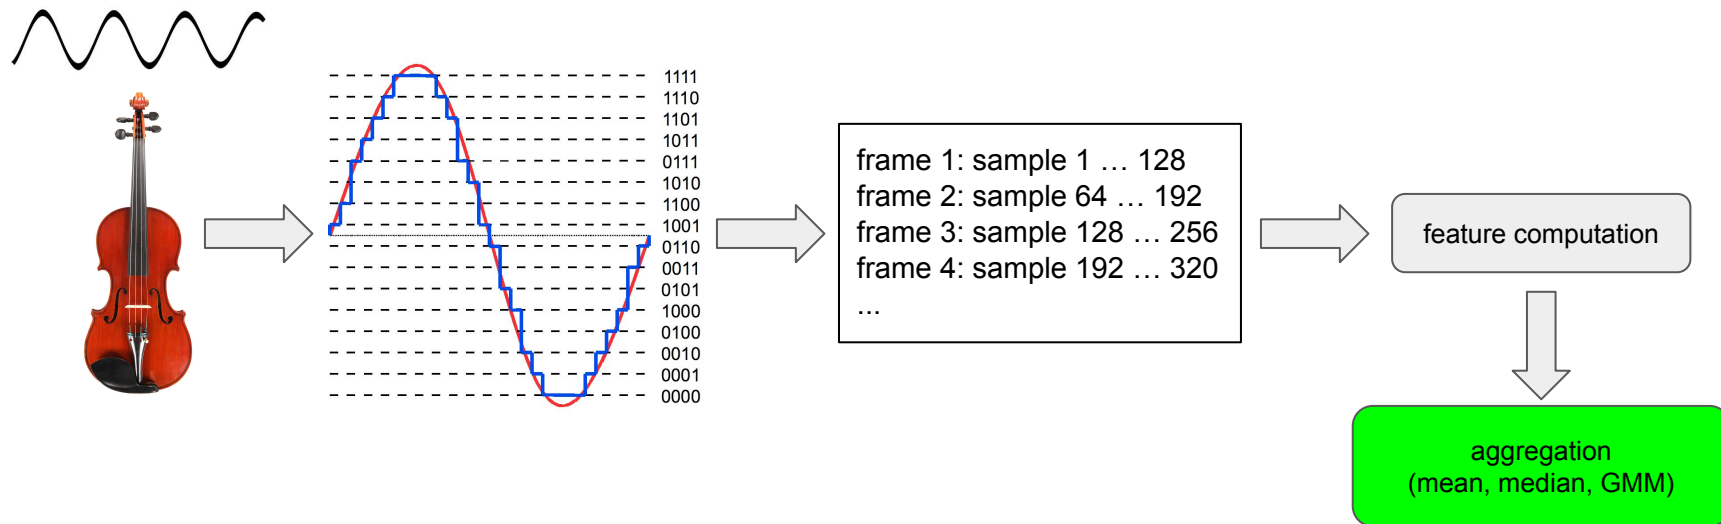 1111
1110
1101
1011
0111
1010
1100
1001
0110
0011
0101
1000
0100
0010
0001
0000
frame 1: sample 1 … 128
frame 2: sample 64 … 192
frame 3: sample 128 … 256
frame 4: sample 192 … 320
...
feature computation
aggregation
(mean, median, GMM)